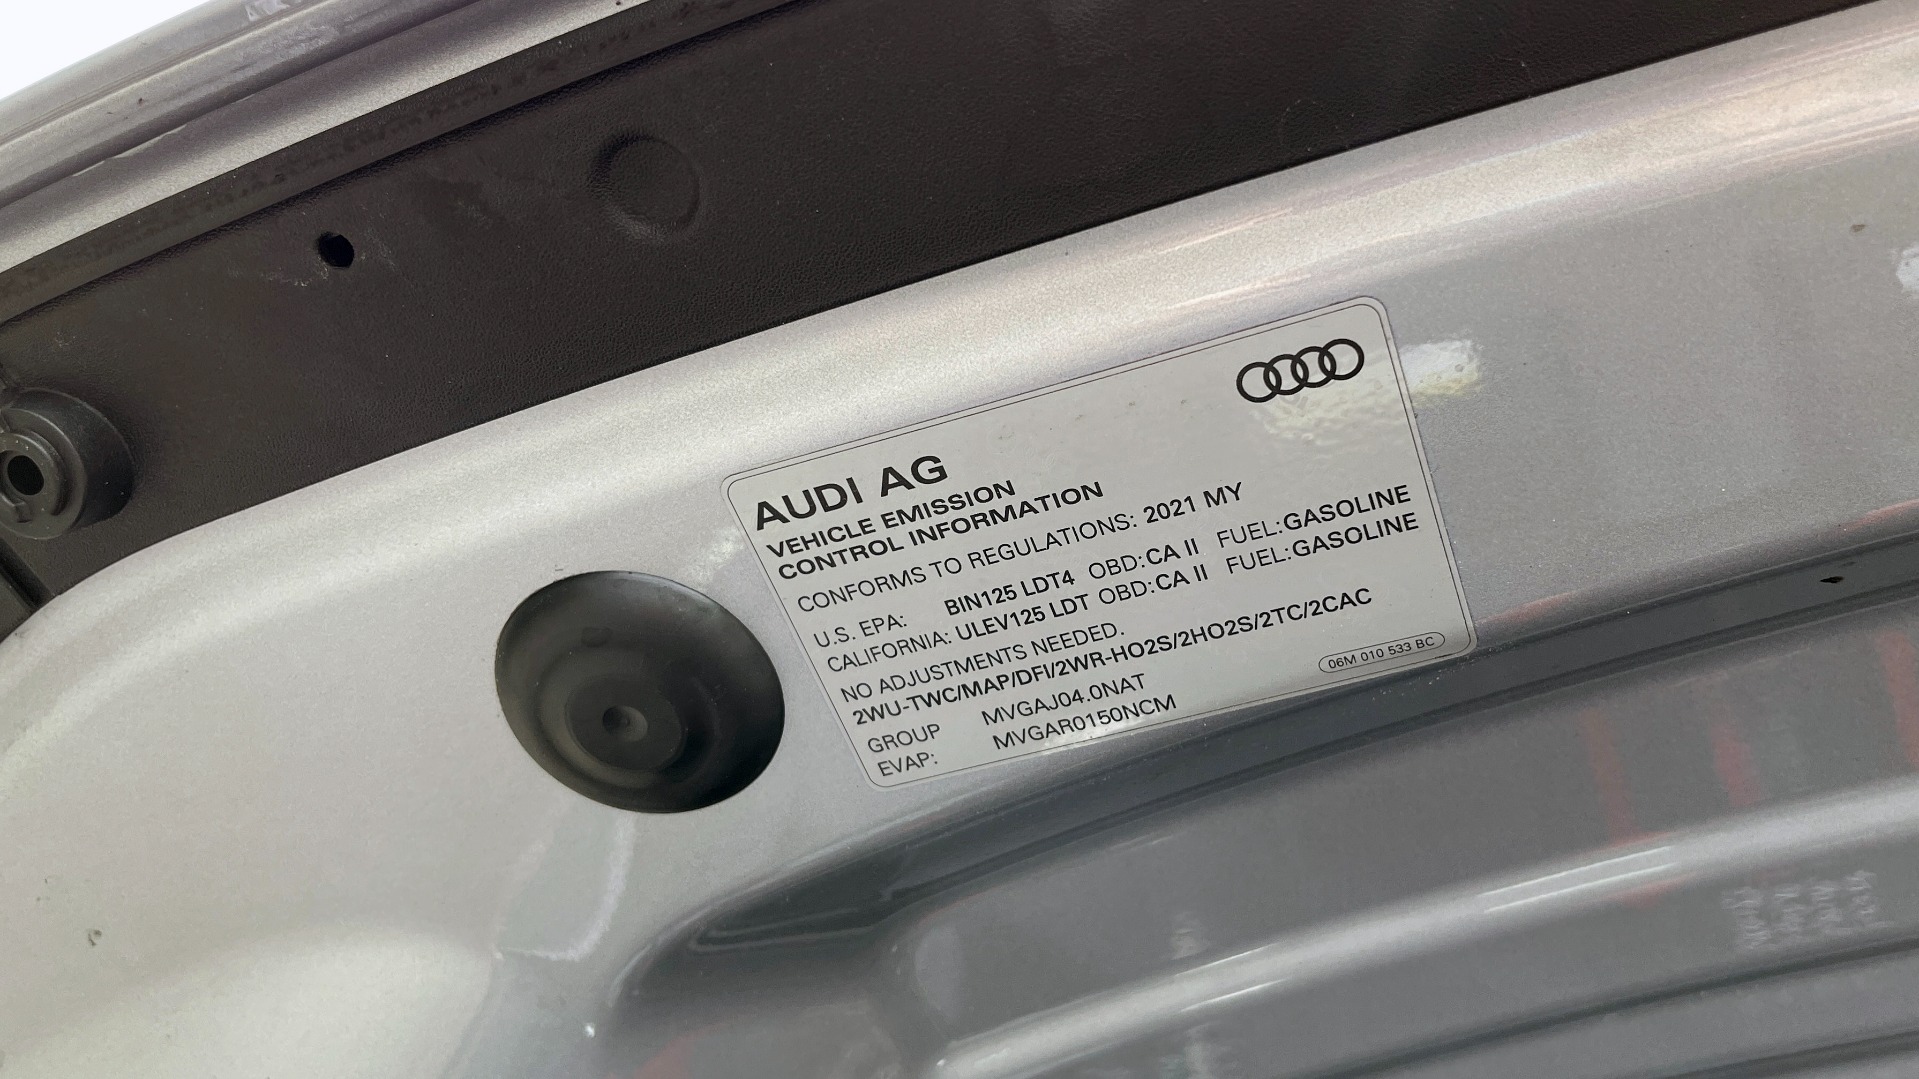 AUDI AG
VEHICLE EMISSION
CONTROL INFORMATION
CONFORMS TO REGULATIONS: 2021 MY
U.S. EPA: BIN125 LDT4 OBD:CA II FUEL:GASOLINE
CALIFORNIA: ULEV125 LDT OBD:CA II FUEL:GASOLINE
NO ADJUSTMENTS NEEDED.
2WU-TWC/MAP/DFI/2WR-HO2S/2HO2S/2TC/2CAC
GROUP MVGAJ04.0NAT
EVAP: MVGAR0150NCM
06M 010 533 BC